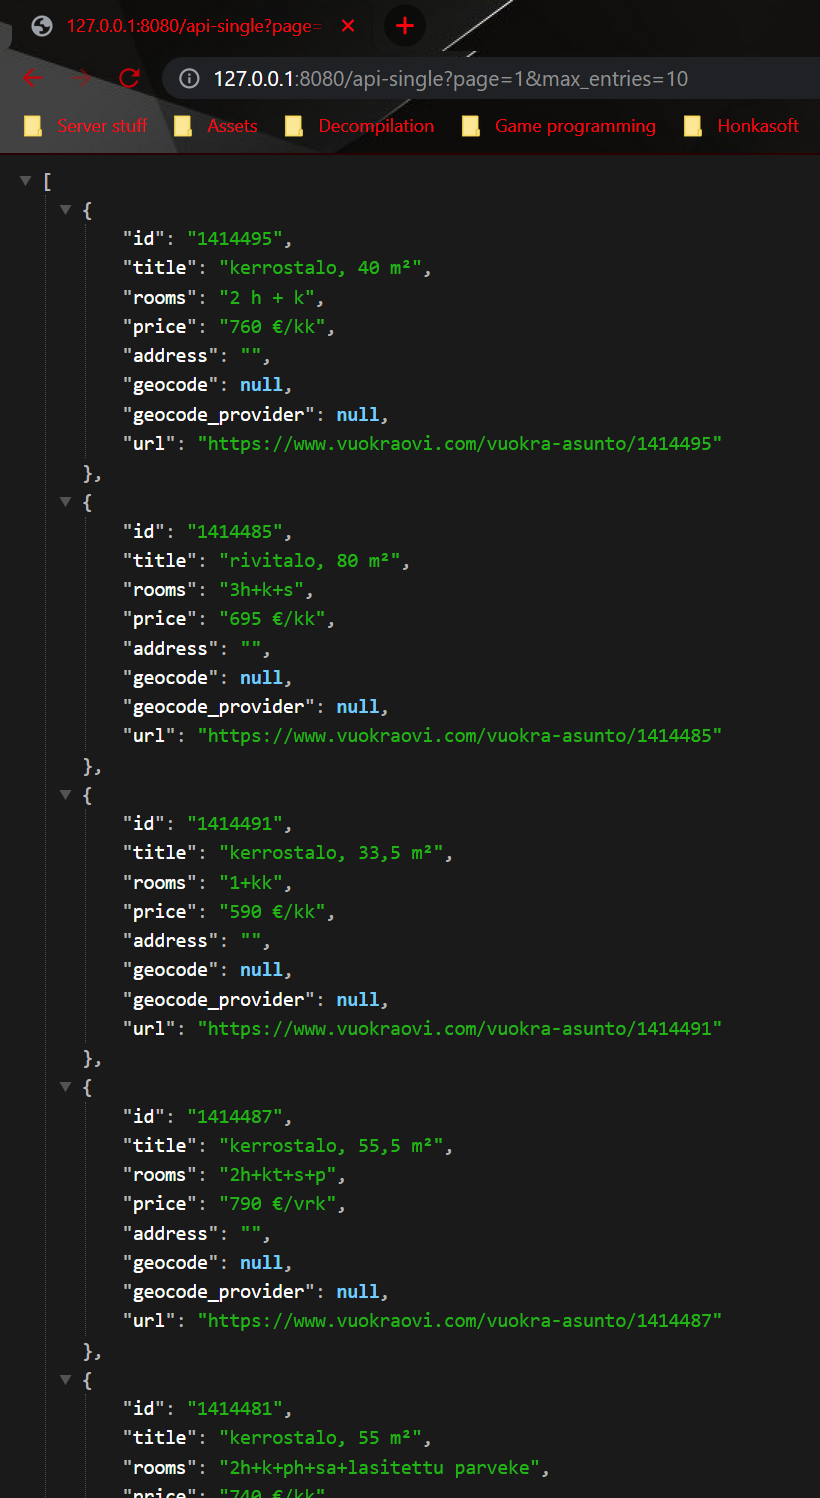 127.0.0.1:8080/api-single?page=
127.0.0.1:8080/api-single?page=1&max_entries=10
Server stuff Assets Decompilation Game programming Honkasoft
[
{
"id": "1414495",
"title": "kerrostalo, 40 m²",
"rooms": "2 h + k",
"price": "760 €/kk",
"address": "",
"geocode": null,
"geocode_provider": null,
"url": "https://www.vuokraovi.com/vuokra-asunto/1414495"
},
{
"id": "1414485",
"title": "rivitalo, 80 m²",
"rooms": "3h+k+s",
"price": "695 €/kk",
"address": "",
"geocode": null,
"geocode_provider": null,
"url": "https://www.vuokraovi.com/vuokra-asunto/1414485"
},
{
"id": "1414491",
"title": "kerrostalo, 33,5 m²",
"rooms": "1+kk",
"price": "590 €/kk",
"address": "",
"geocode": null,
"geocode_provider": null,
"url": "https://www.vuokraovi.com/vuokra-asunto/1414491"
},
{
"id": "1414487",
"title": "kerrostalo, 55,5 m²",
"rooms": "2h+kt+s+p",
"price": "790 €/vrk",
"address": "",
"geocode": null,
"geocode_provider": null,
"url": "https://www.vuokraovi.com/vuokra-asunto/1414487"
},
{
"id": "1414481",
"title": "kerrostalo, 55 m²",
"rooms": "2h+k+ph+sa+lasitettu parveke",
"price": "740 €/kk",